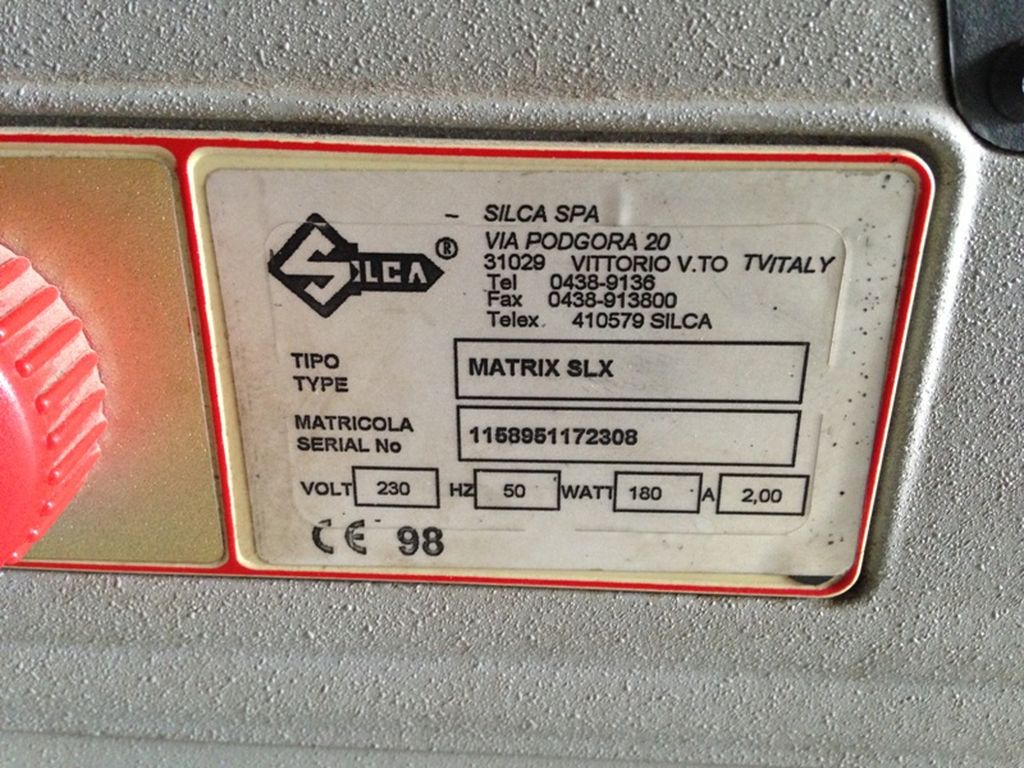 SILCA ®
– SILCA SPA
VIA PODGORA 20
31029 VITTORIO V.TO TVITALY
Tel 0438-9136
Fax 0438-913800
Telex. 410579 SILCA
TIPO
TYPE
MATRIX SLX
MATRICOLA
SERIAL No
1158951172308
VOLT 230 HZ 50 WATT 180 A 2,00
CE 98